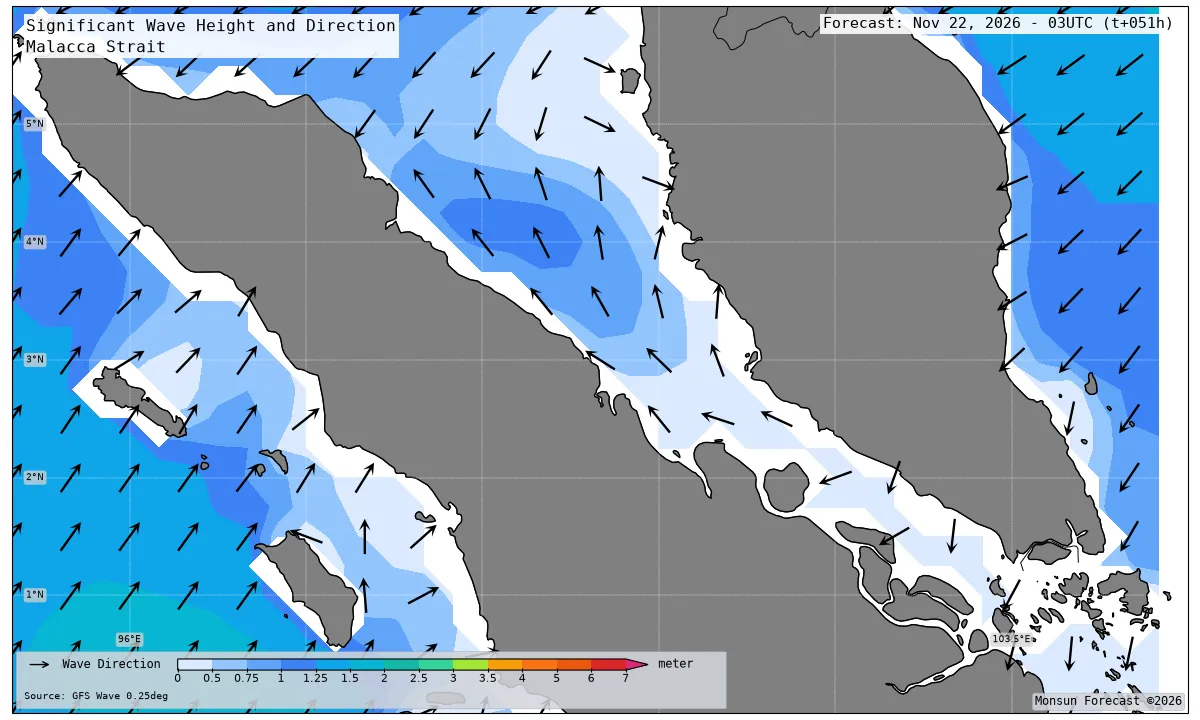 Significant Wave Height and Direction
Malacca Strait
Forecast: Nov 22, 2026 - 03UTC (t+051h)
5°N
4°N
3°N
2°N
1°N
96°E
103.5°E
Wave Direction
0 0.5 0.75 1 1.25 1.5 2 2.5 3 3.5 4 5 6 7
meter
Source: GFS Wave 0.25deg
Monsun Forecast ©2026